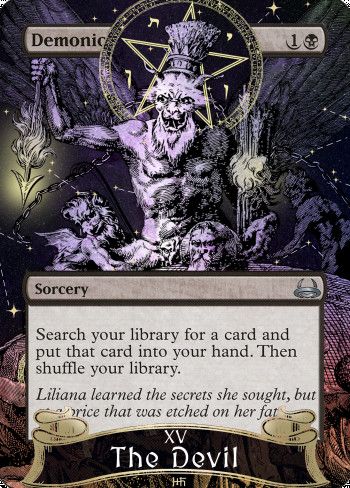 Demonic 1
Sorcery
Search your library for a card and
put that card into your hand. Then
shuffle your library.
Liliana learned the secrets she sought, but
price that was etched on her
XV
The Devil